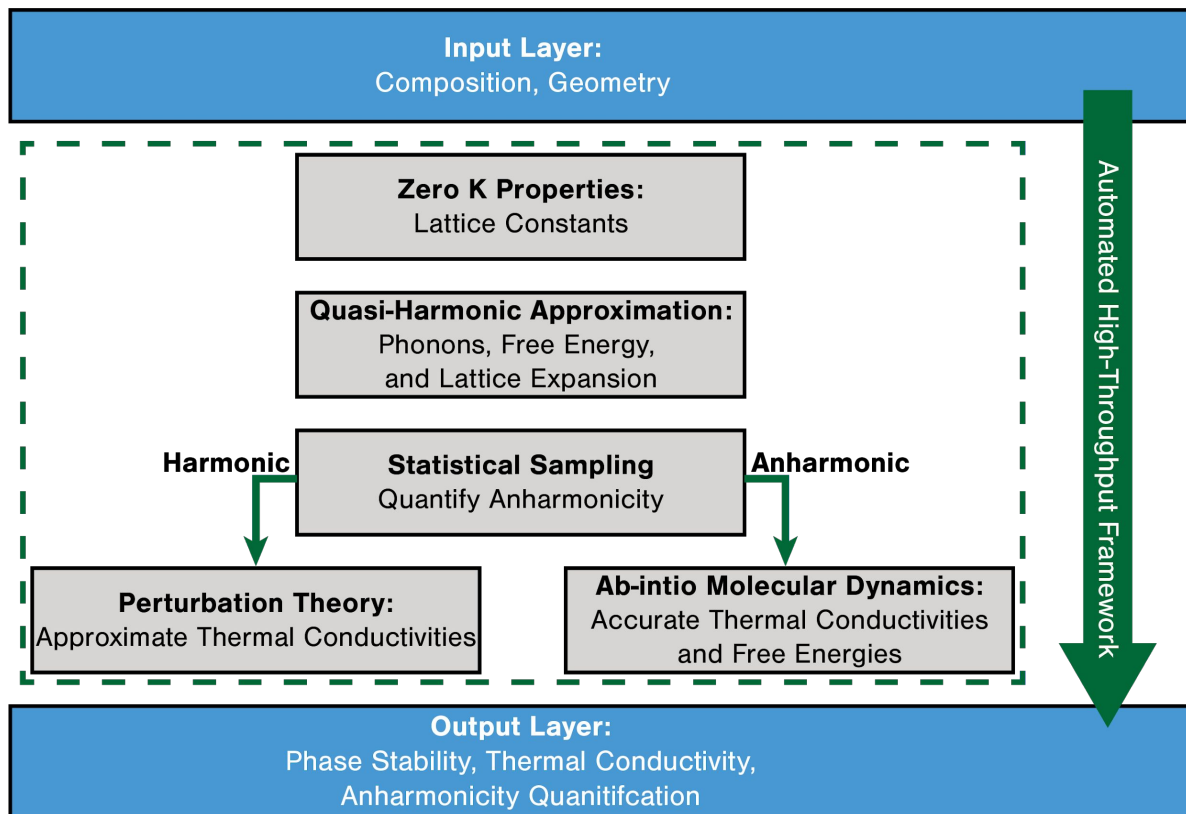 Input Layer:
Composition, Geometry
Zero K Properties:
Lattice Constants
Quasi-Harmonic Approximation:
Phonons, Free Energy,
and Lattice Expansion
Harmonic
Statistical Sampling
Quantify Anharmonicity
Anharmonic
Perturbation Theory:
Approximate Thermal Conductivities
Ab-intio Molecular Dynamics:
Accurate Thermal Conductivities
and Free Energies
Automated High-Throughput Framework
Output Layer:
Phase Stability, Thermal Conductivity,
Anharmonicity Quanitifcation